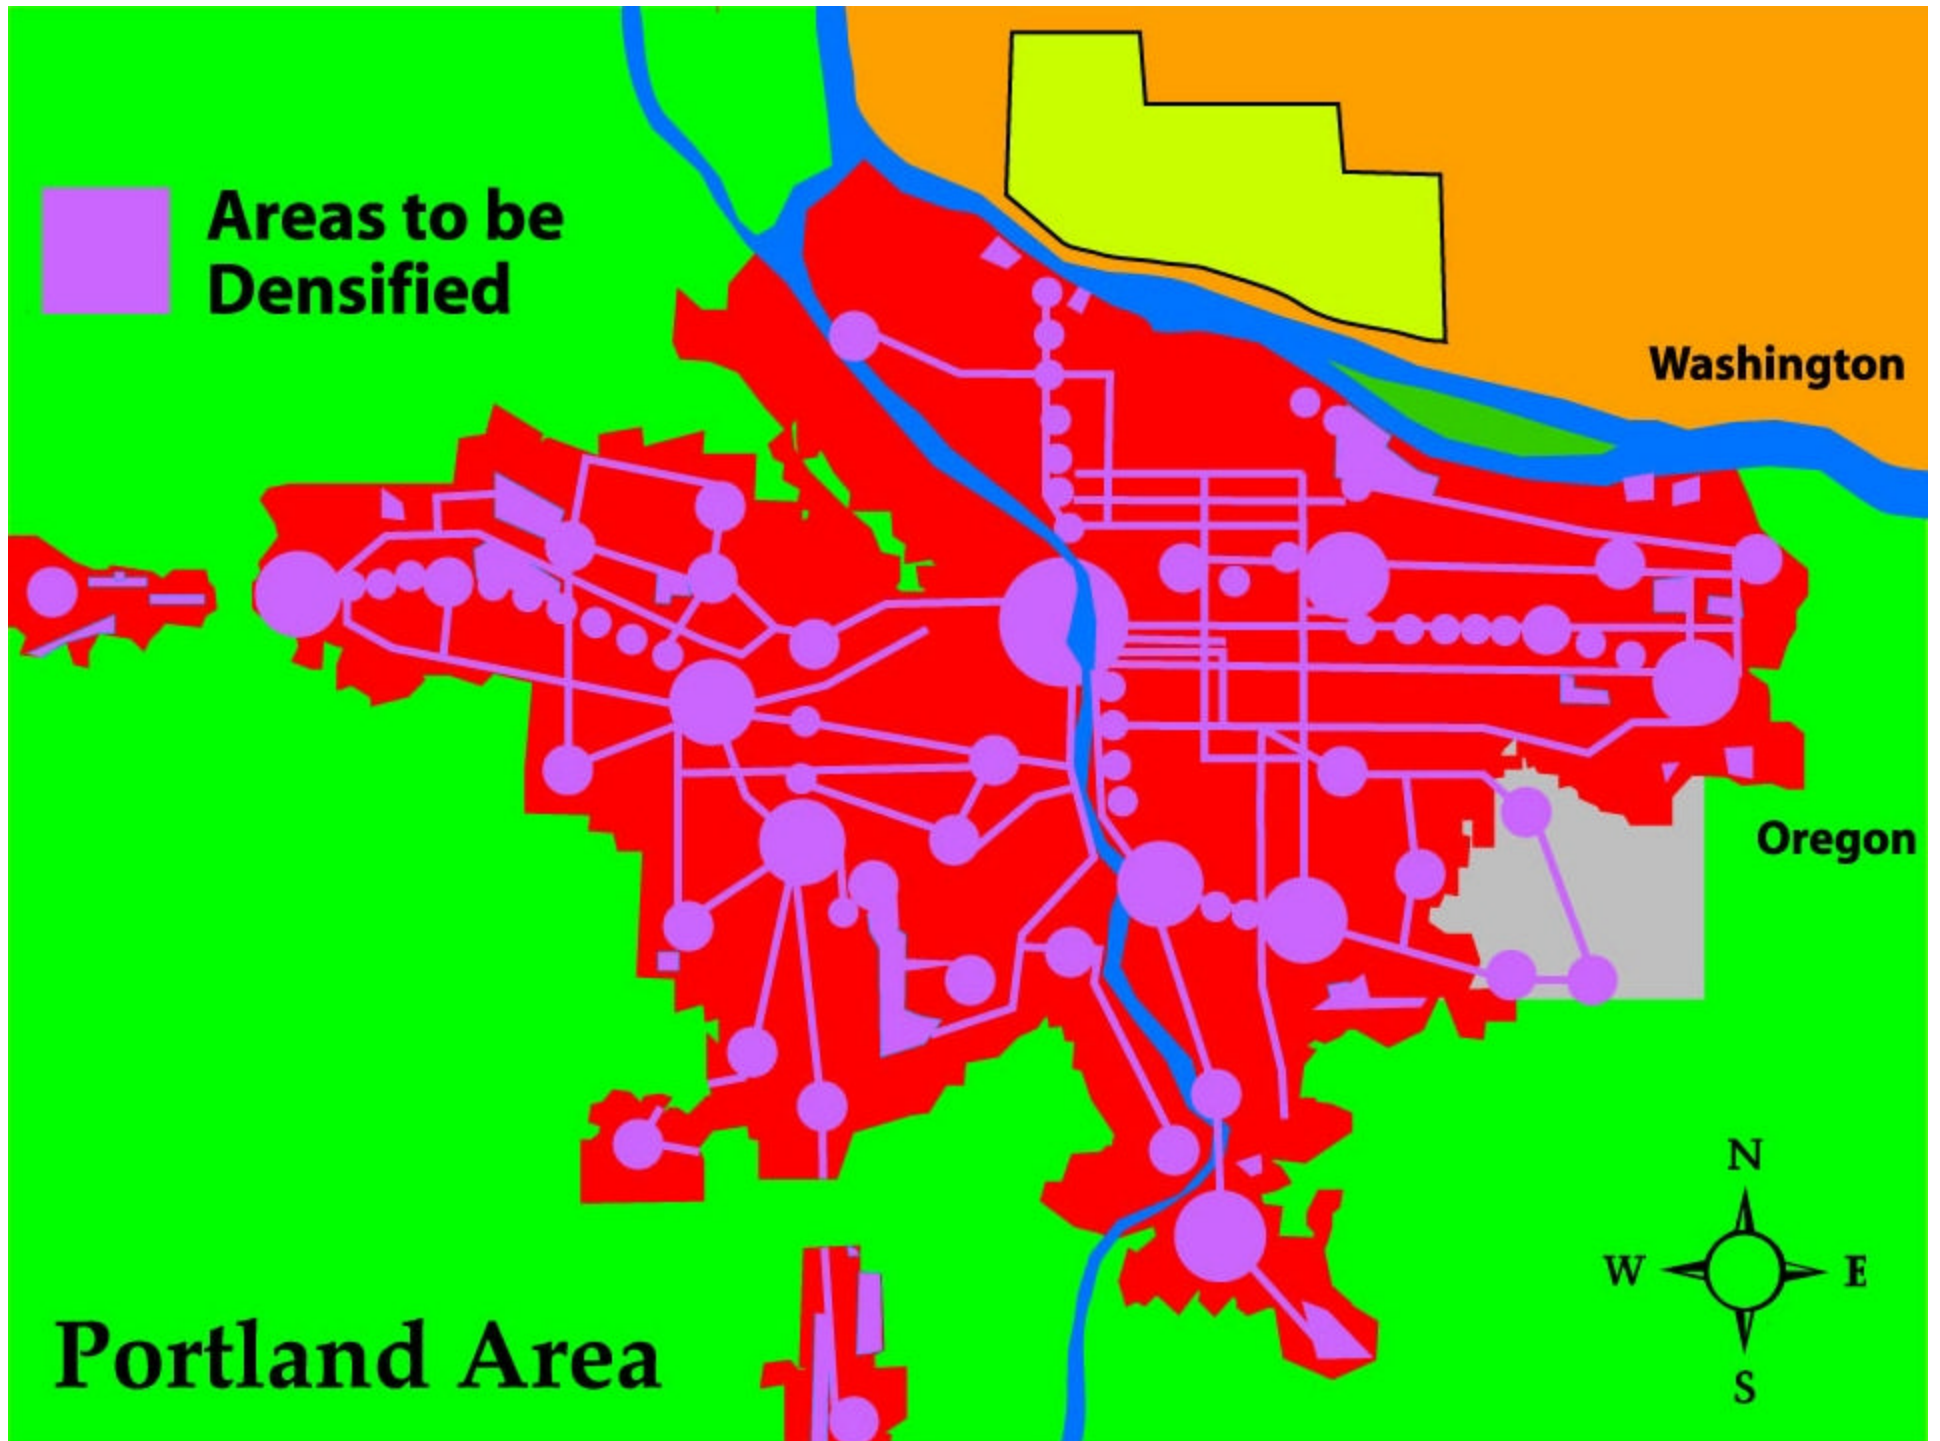 Areas to be
Densified
Washington
Oregon
N
W
E
S
Portland Area